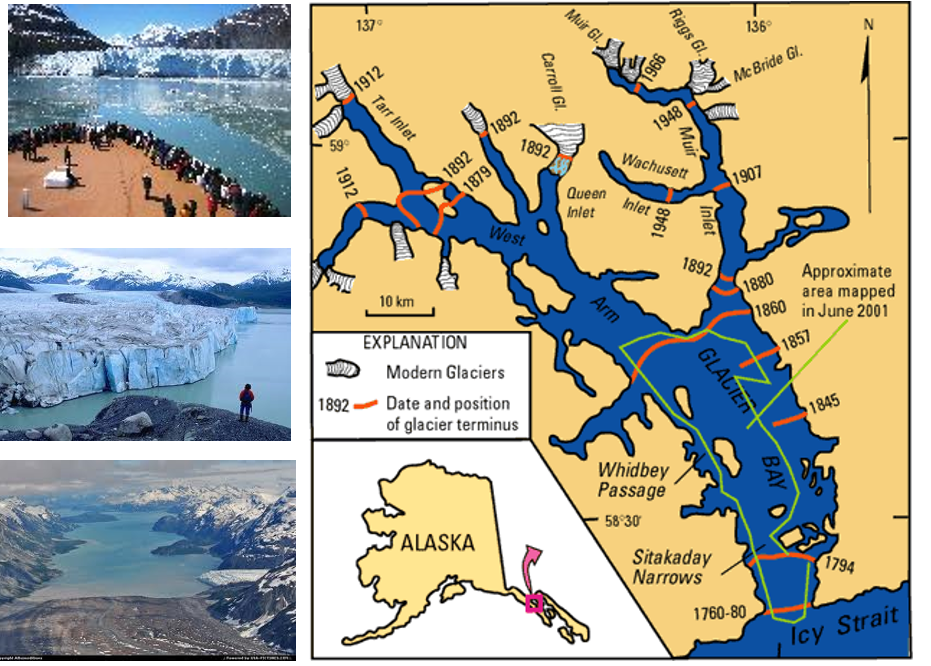 137°
136°
N
Muir Gl.
1966
Riggs Gl.
McBride Gl.
1912
Tarr Inlet
Carroll Gl.
1948
Muir
59°
1892
1892
Wachusett
1912
1892
1879
Queen
Inlet
Inlet
1948
Inlet
1907
West
1892
1880
Approximate
area mapped
in June 2001
10 km
Arm
1860
1857
EXPLANATION
Modern Glaciers
1892
Date and position
of glacier terminus
GLACIER
1845
BAY
Whidbey
Passage
58°30'
ALASKA
Sitakaday
Narrows
1794
1760-80
Icy Strait